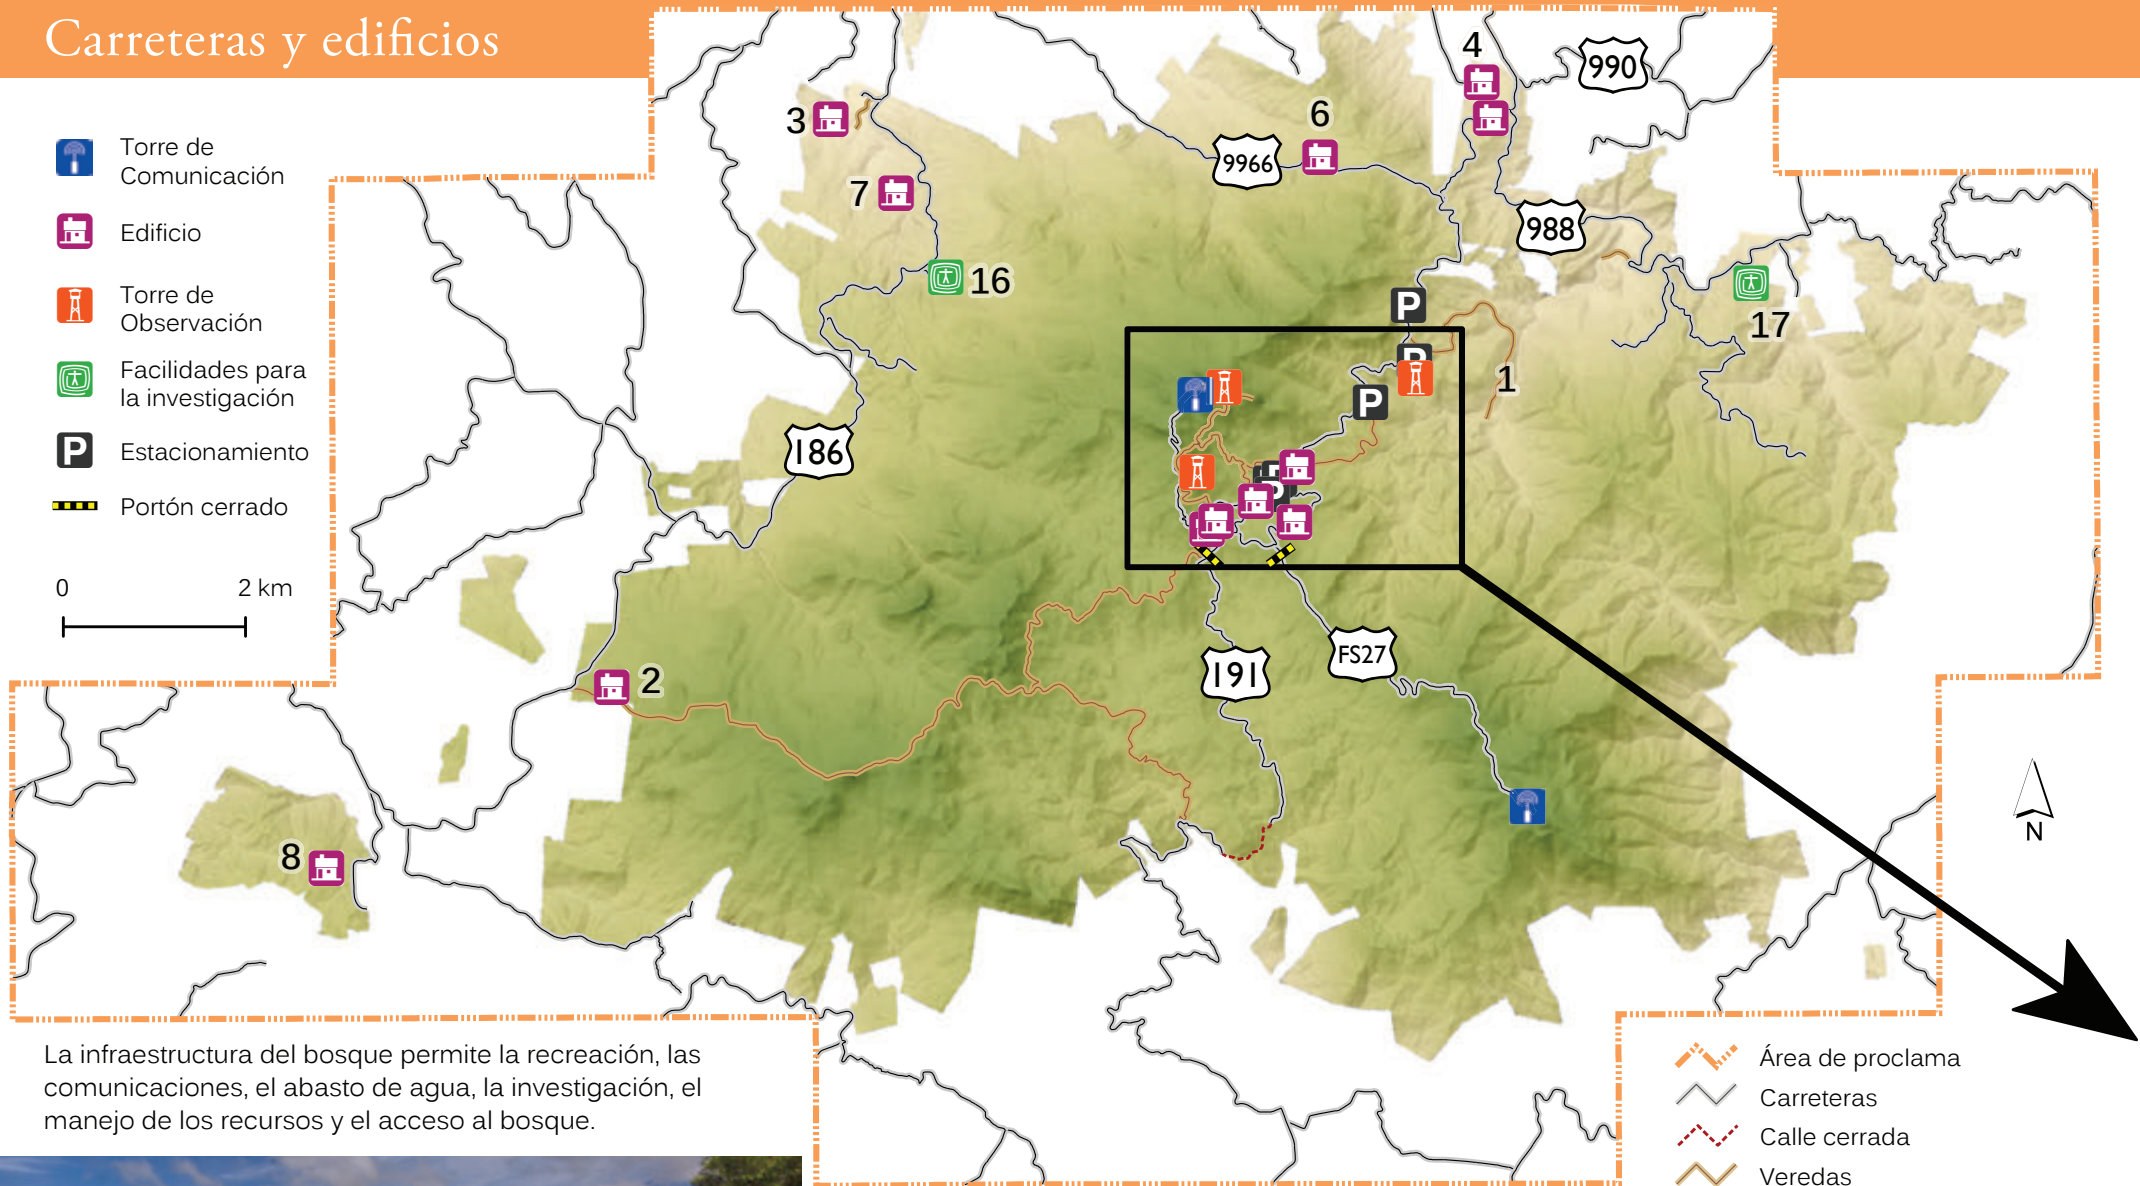 Carreteras y edificios
Torre de
Comunicación
Edificio
Torre de
Observación
Facilidades para
la investigación
P
Estacionamiento
Portón cerrado
0
2 km
3
7
16
4
990
6
9966
988
17
P
P
1
P
186
P
2
191
FS27
8
N
La infraestructura del bosque permite la recreación, las
comunicaciones, el abasto de agua, la investigación, el
manejo de los recursos y el acceso al bosque.
Área de proclama
Carreteras
Calle cerrada
Veredas